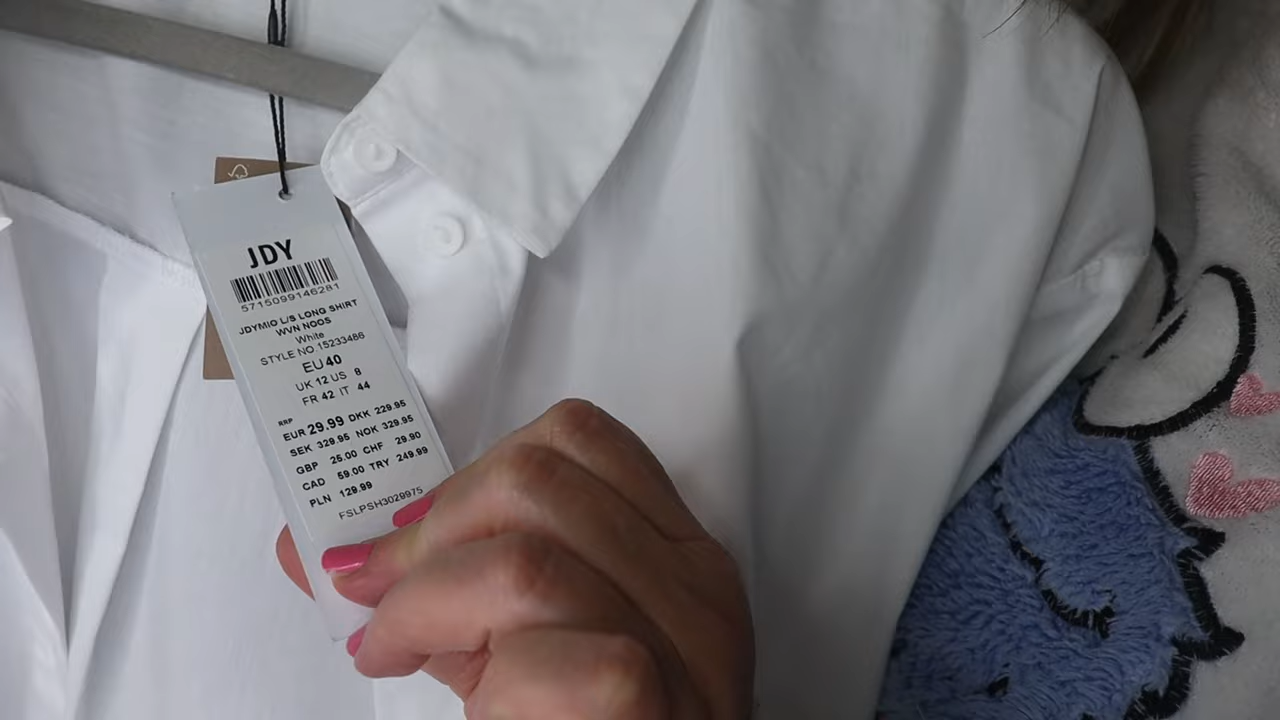 JDY
5715099146281
JDYMIO L/S LONG SHIRT
WVN NOOS
White
STYLE NO.15233486
EU 40
UK 12 US 8
FR 42 IT 44
RRP
EUR 29.99 DKK 229.95
SEK 329.95 NOK 329.95
GBP 25.00 CHF 29.90
CAD 59.00 TRY 249.99
PLN 129.99
FSLPSH3029975